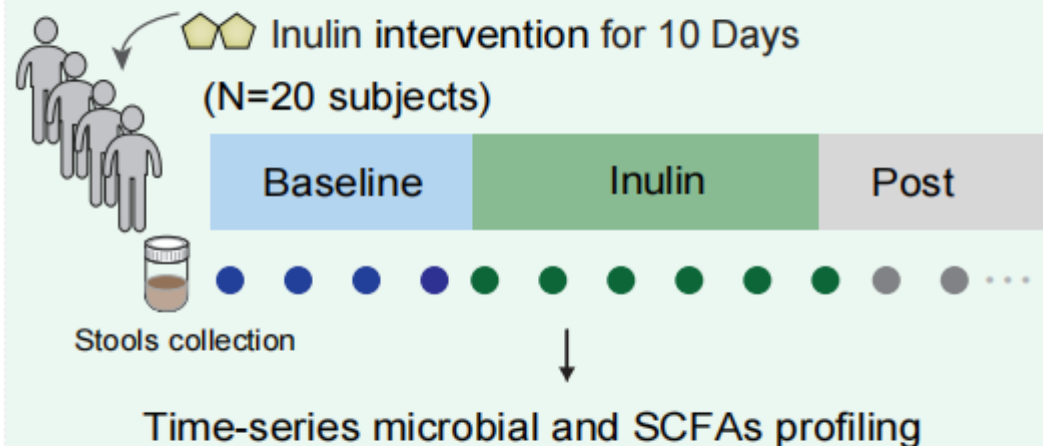 Inulin intervention for 10 Days
(N=20 subjects)
Baseline Inulin Post
Stools collection
Time-series microbial and SCFAs profiling